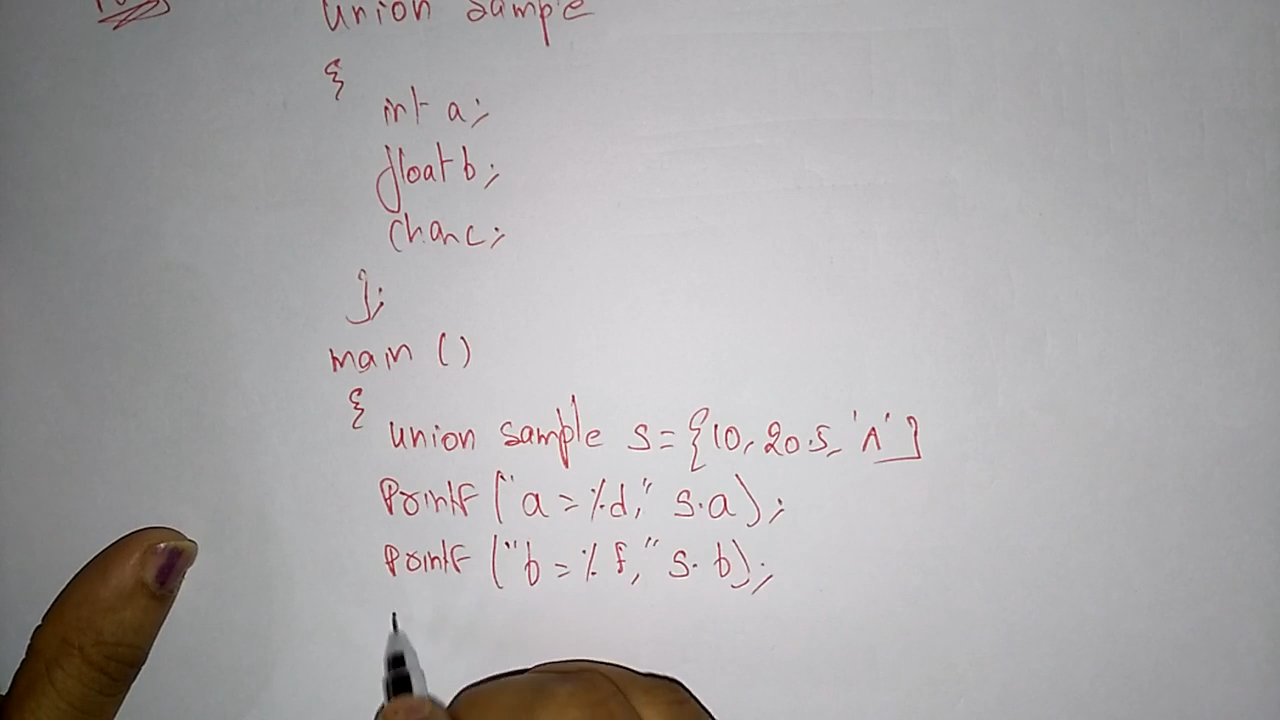 union sample
{
int a;
float b;
char c;
};
main ()
{
union sample s={10, 20.5, 'A'}
Printf ("a=%d," s.a);
Printf ("b=%f," s.b);